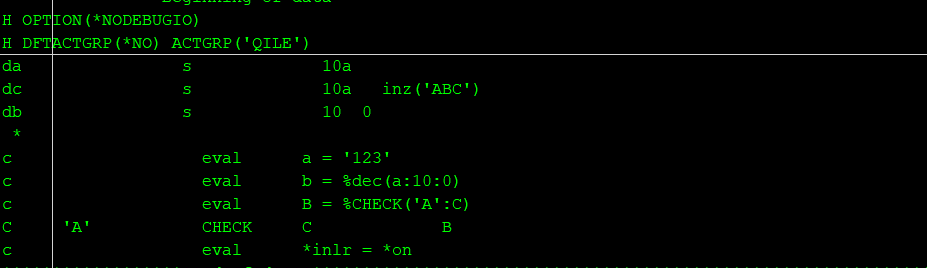 Beginning of data
H OPTION(*NODEBUGIO)
H DFTACTGRP(*NO) ACTGRP('QILE')
da s 10a
dc s 10a inz('ABC')
db s 10 0
*
c eval a = '123'
c eval b = %dec(a:10:0)
c eval B = %CHECK('A':C)
C 'A' CHECK C B
c eval *inlr = *on